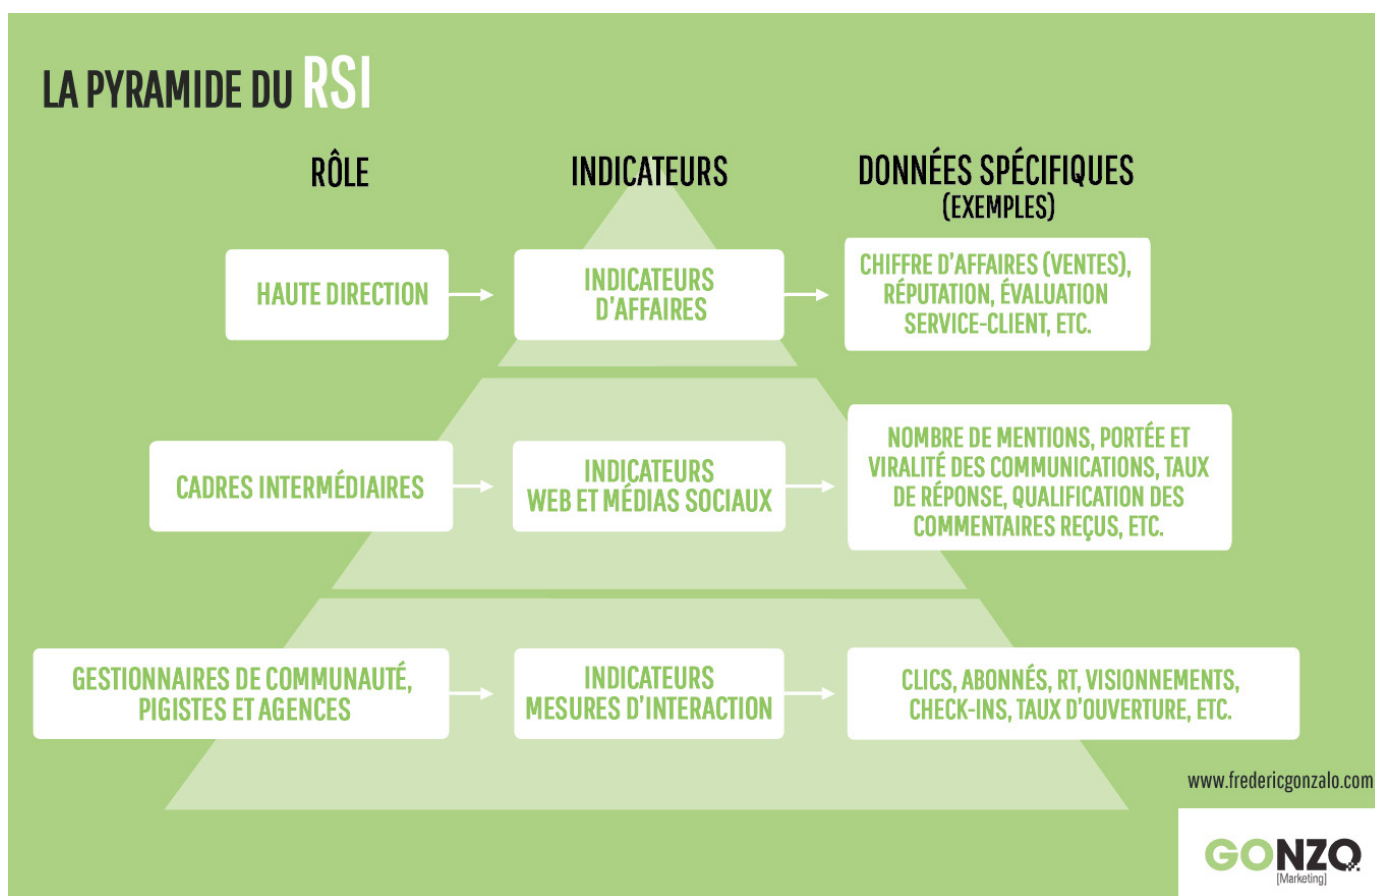 LA PYRAMIDE DU RSI
RÔLE
INDICATEURS
DONNÉES SPÉCIFIQUES
(EXEMPLES)
HAUTE DIRECTION
INDICATEURS
D'AFFAIRES
CHIFFRE D'AFFAIRES (VENTES),
RÉPUTATION, ÉVALUATION
SERVICE-CLIENT, ETC.
CADRES INTERMÉDIAIRES
INDICATEURS
WEB ET MÉDIAS SOCIAUX
NOMBRE DE MENTIONS, PORTÉE ET
VIRALITÉ DES COMMUNICATIONS, TAUX
DE RÉPONSE, QUALIFICATION DES
COMMENTAIRES REÇUS, ETC.
GESTIONNAIRES DE COMMUNAUTÉ,
PIGISTES ET AGENCES
INDICATEURS
MESURES D'INTERACTION
CLICS, ABONNÉS, RT, VISIONNEMENTS,
CHECK-INS, TAUX D'OUVERTURE, ETC.
www.fredericgonzalo.com
GONZO
[Marketing]